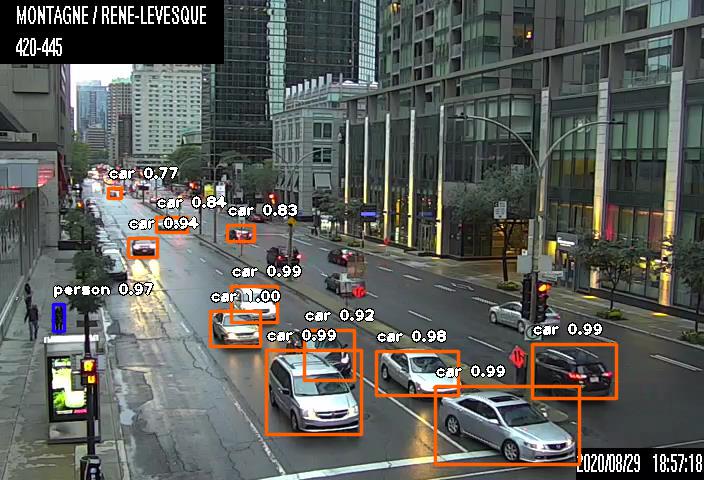 MONTAGNE / RENE-LEVESQUE
420-445
car 0.77
car 0.84
car 0.94
car 0.83
person 0.97
car 0.99
car 1.00
car 0.92
car 0.99
car 0.98
car 0.99
car 0.99
2020/08/29 18:57:18